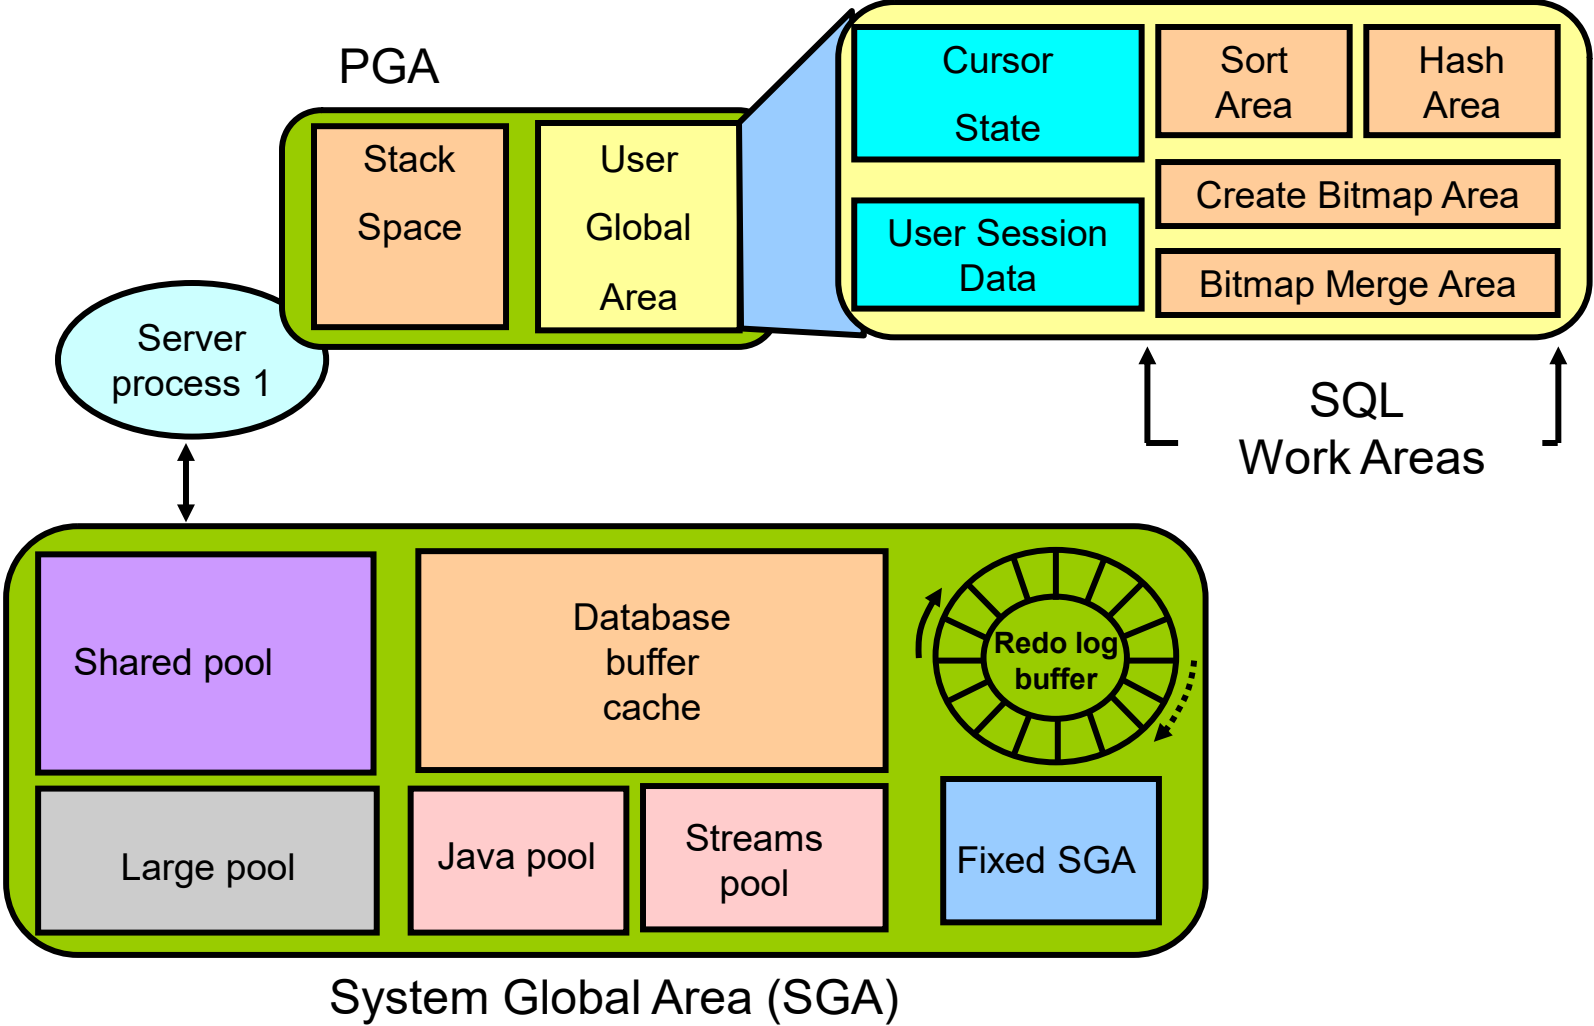 PGA
Stack
Space
User
Global
Area
Cursor
State
User Session
Data
Sort
Area
Hash
Area
Create Bitmap Area
Bitmap Merge Area
SQL
Work Areas
Server
process 1
Shared pool
Database
buffer
cache
Redo log
buffer
Large pool
Java pool
Streams
pool
Fixed SGA
System Global Area (SGA)